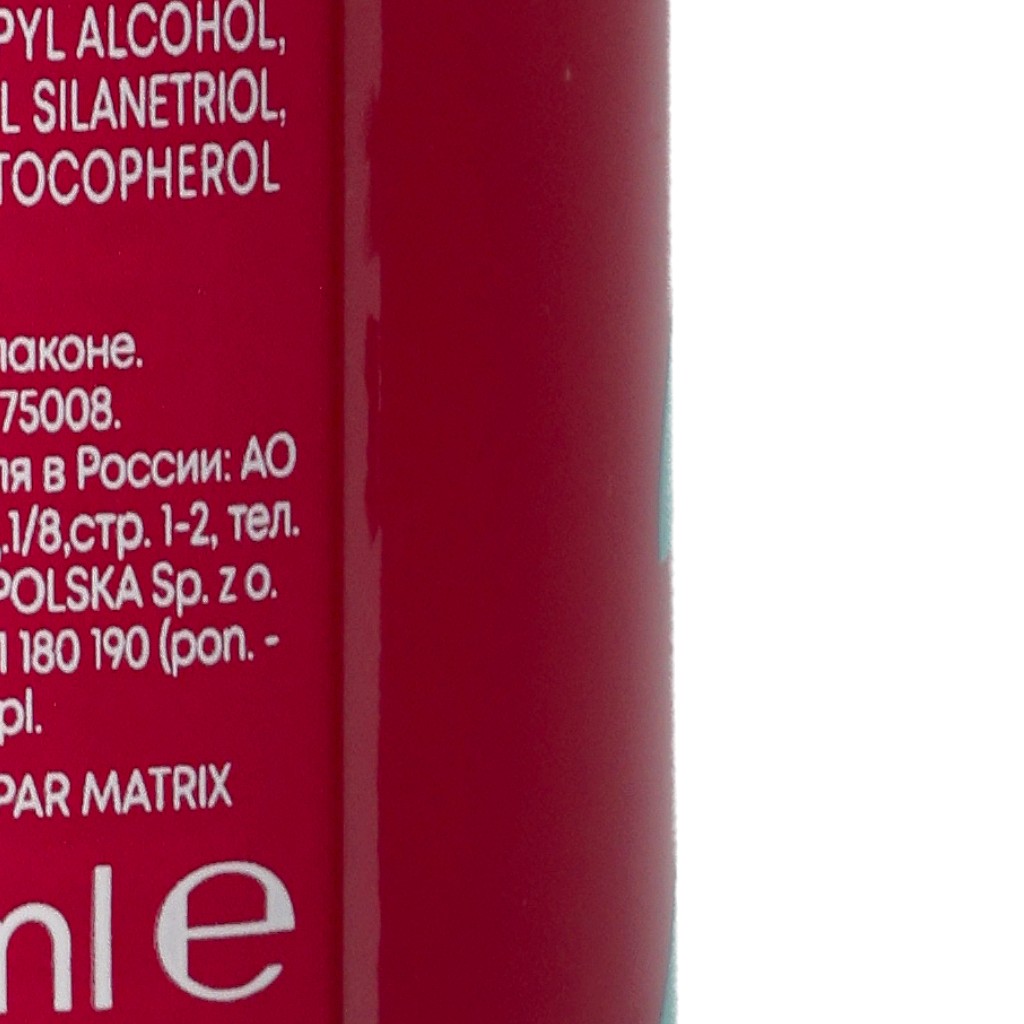 PYL ALCOHOL,
L SILANETRIOL,
TOCOPHEROL
лаконе.
75008.
ля в России: АО
.1/8,стр. 1-2, тел.
POLSKA Sp. z o.
1 180 190 (pon. -
pl.
PAR MATRIX
ml e